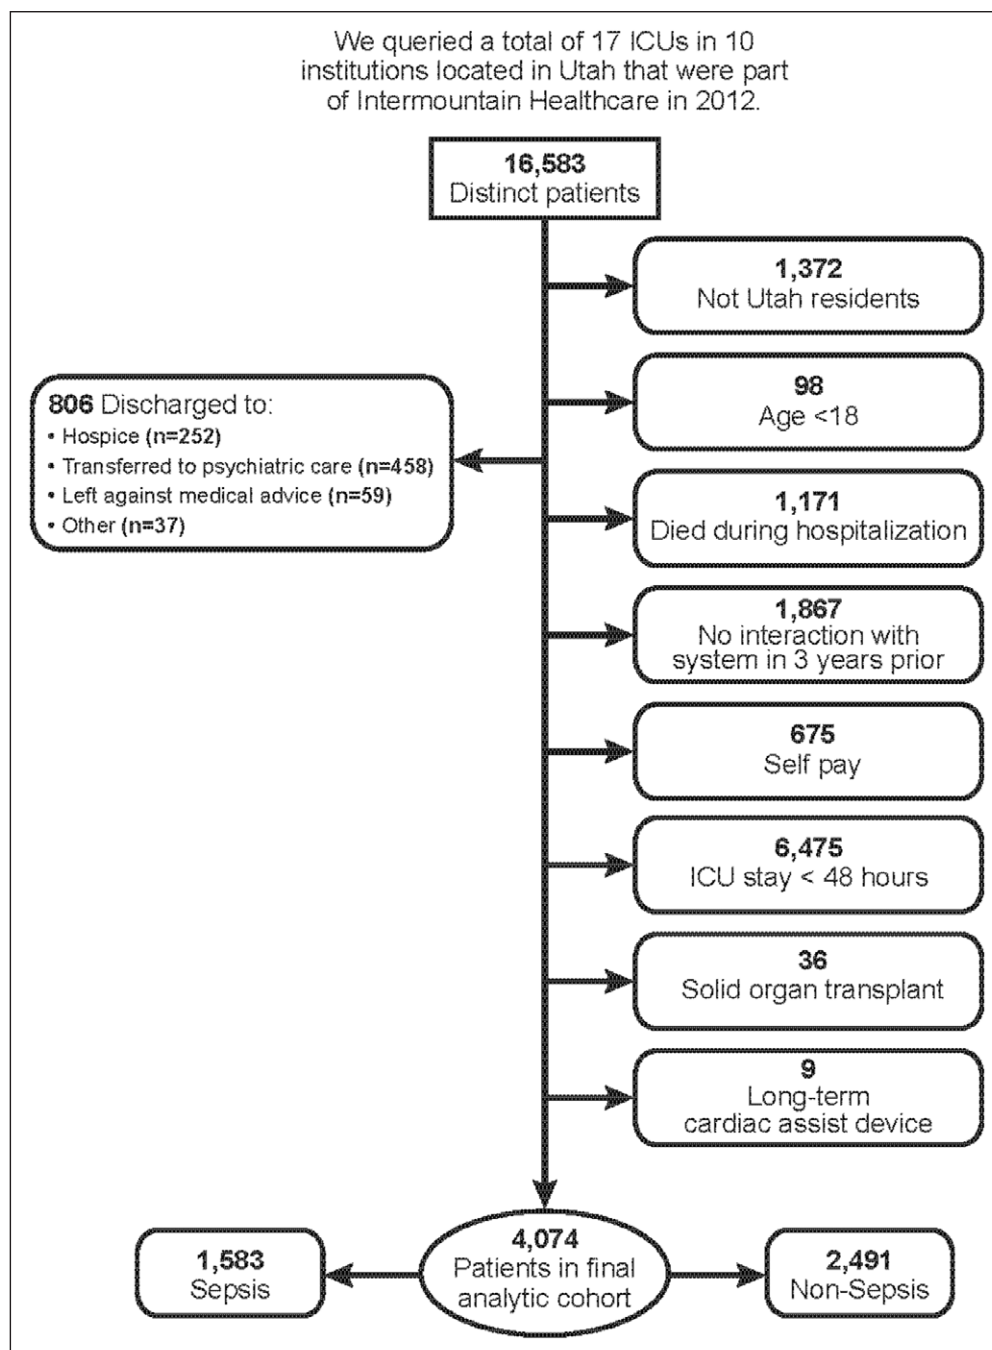 We queried a total of 17 ICUs in 10
institutions located in Utah that were part
of Intermountain Healthcare in 2012.
16,583
Distinct patients
1,372
Not Utah residents
98
Age <18
806 Discharged to:
• Hospice (n=252)
• Transferred to psychiatric care (n=458)
• Left against medical advice (n=59)
• Other (n=37)
1,171
Died during hospitalization
1,867
No interaction with
system in 3 years prior
675
Self pay
6,475
ICU stay < 48 hours
36
Solid organ transplant
9
Long-term
cardiac assist device
4,074
Patients in final
analytic cohort
1,583
Sepsis
2,491
Non-Sepsis